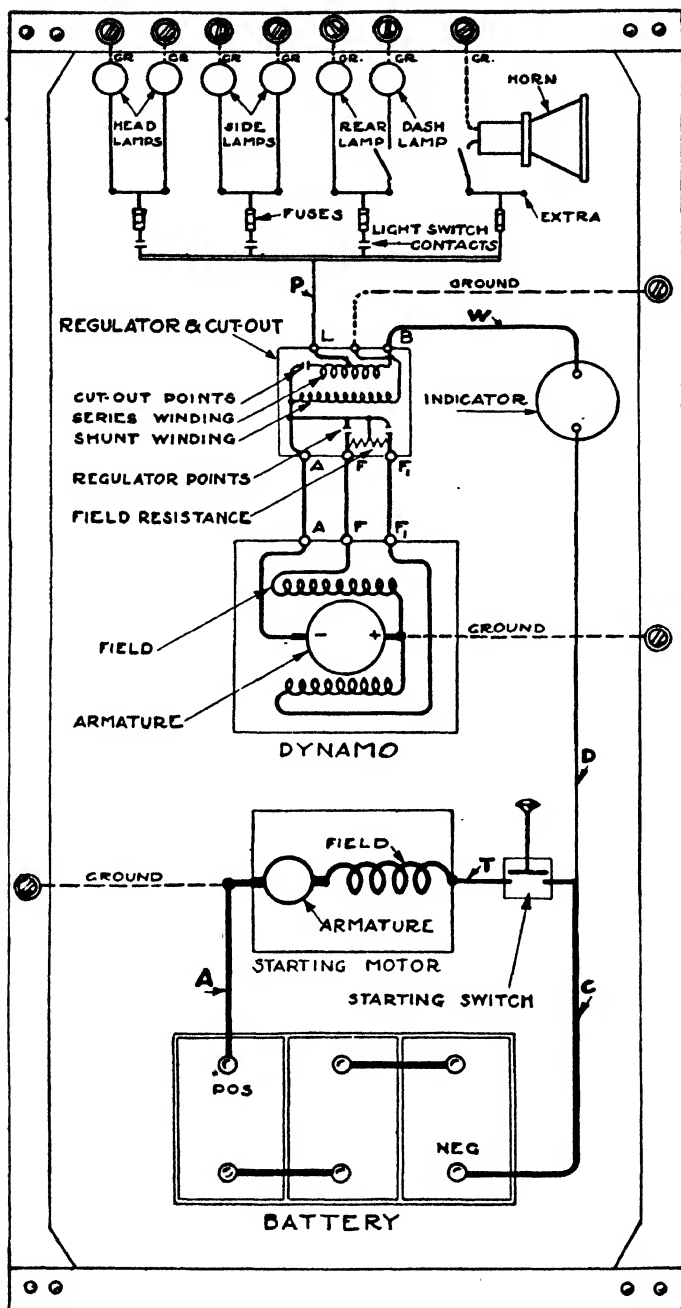 GR GR GR GR GR. GR. GR.
HORN
HEAD LAMPS
SIDE LAMPS
REAR LAMP
DASH LAMP
FUSES
EXTRA
LIGHT SWITCH CONTACTS
P
GROUND
REGULATOR & CUT-OUT
L
B
W
CUT-OUT POINTS
SERIES WINDING
SHUNT WINDING
INDICATOR
REGULATOR POINTS
A F F1
FIELD RESISTANCE
A F F1
- +
GROUND
FIELD
ARMATURE
DYNAMO
D
FIELD
T
GROUND
ARMATURE
STARTING MOTOR
STARTING SWITCH
A
C
POS
NEG
BATTERY